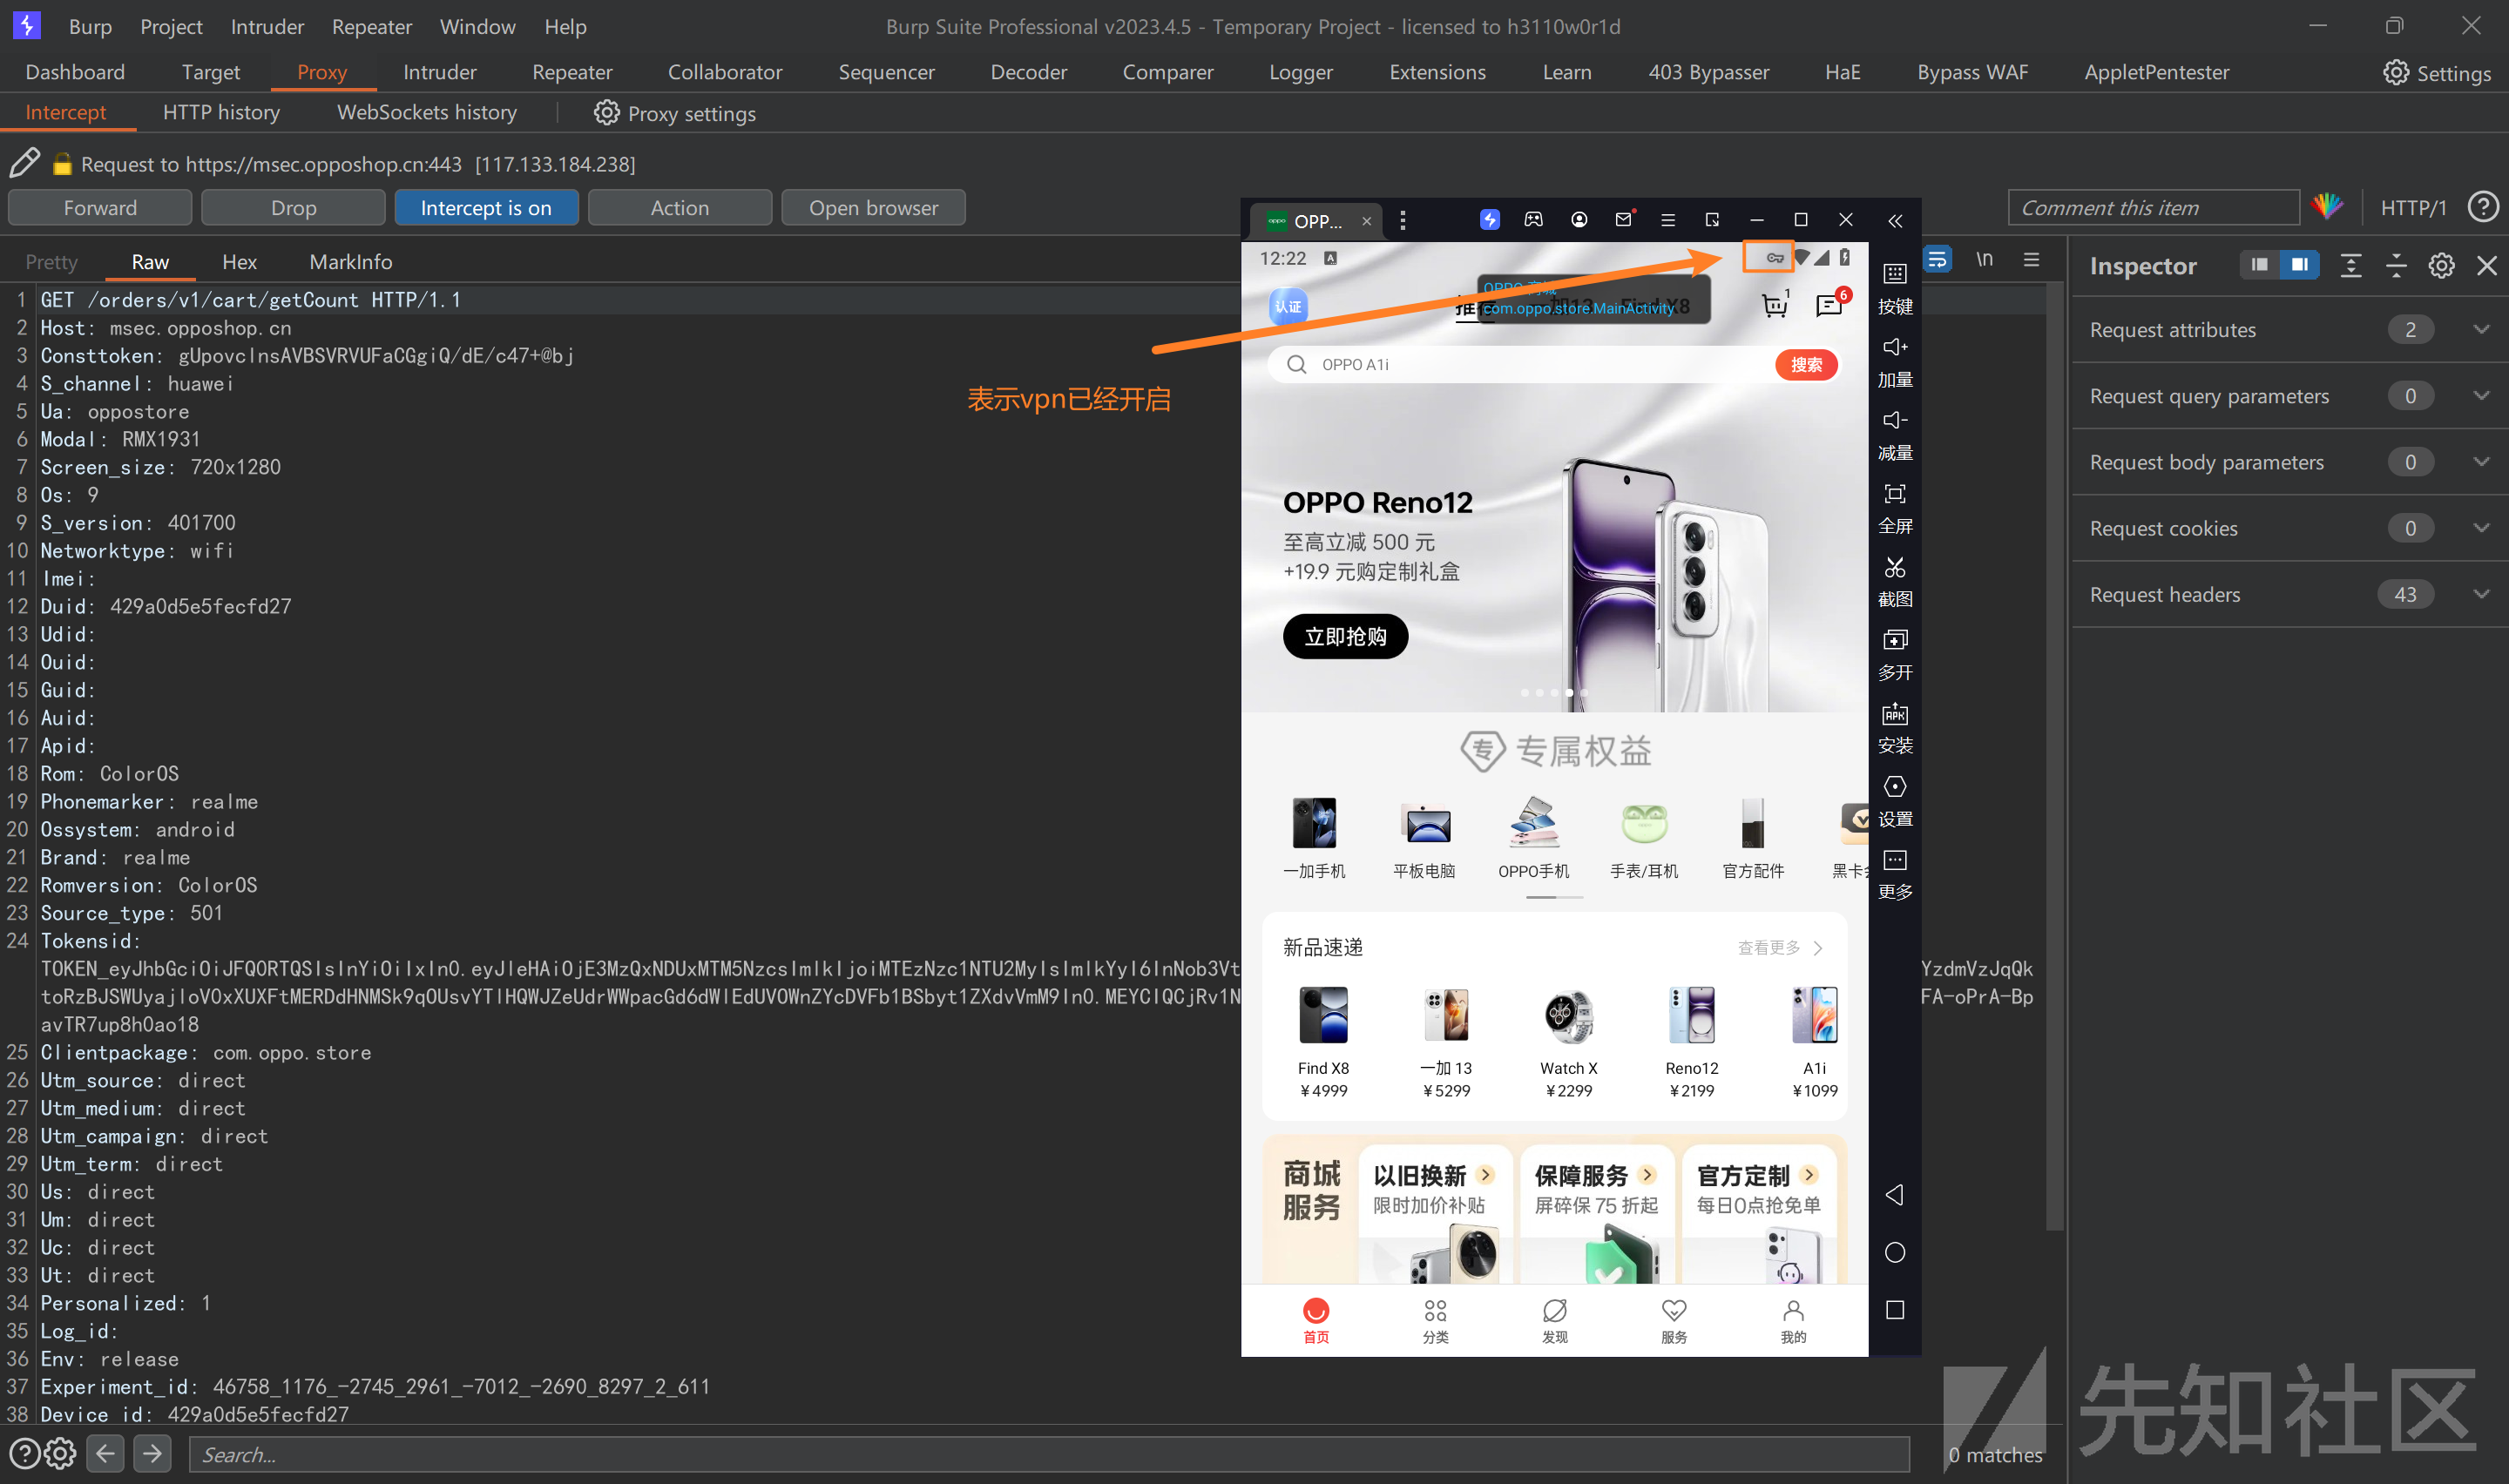 Burp Project Intruder Repeater Window Help
Burp Suite Professional v2023.4.5 - Temporary Project - licensed to h3110w0r1d
Dashboard Target Proxy Intruder Repeater Collaborator Sequencer Decoder Comparer Logger Extensions Learn 403 Bypasser HaE Bypass WAF AppletPentester Settings
Intercept HTTP history WebSockets history Proxy settings
Request to https://msec.opposhop.cn:443 [117.133.184.238]
Forward Drop Intercept is on Action Open browser
Comment this item HTTP/1
Pretty Raw Hex MarkInfo
\n
1 GET /orders/v1/cart/getCount HTTP/1.1
2 Host: msec.opposhop.cn
3 Consttoken: gUpovclnsAVBSVRVUFaCGgiQ/dE/c47+@bj
4 S_channel: huawei
5 Ua: oppostore
6 Modal: RMX1931
7 Screen_size: 720x1280
8 Os: 9
9 S_version: 401700
10 Networktype: wifi
11 Imei:
12 Duid: 429a0d5e5fecfd27
13 Udid:
14 Ouid:
15 Guid:
16 Auid:
17 Apid:
18 Rom: ColorOS
19 Phonemarker: realme
20 Ossystem: android
21 Brand: realme
22 Romversion: ColorOS
23 Source_type: 501
24 Tokensid:
avTR7up8h0ao18
25 Clientpackage: com.oppo.store
26 Utm_source: direct
27 Utm_medium: direct
28 Utm_campaign: direct
29 Utm_term: direct
30 Us: direct
31 Um: direct
32 Uc: direct
33 Ut: direct
34 Personalized: 1
35 Log_id:
36 Env: release
37 Experiment_id: 46758_1176_-2745_2961_-7012_-2690_8297_2_611
38 Device id: 429a0d5e5fecfd27
Search...
0 matches
表示vpn已经开启
OPP...
12:22
认证
OPPO 商城
com.oppo.store.MainActivity
1
6
OPPO A1i
搜索
OPPO Reno12
至高立减 500 元
+19.9 元购定制礼盒
立即抢购
专 专属权益
一加手机 平板电脑 OPPO手机 手表/耳机 官方配件 黑卡
新品速递 查看更多
Find X8 一加 13 Watch X Reno12 A1i
¥4999 ¥5299 ¥2299 ¥2199 ¥1099
商城
服务
以旧换新 保障服务 官方定制
限时加价补贴 屏碎保 75 折起 每日0点抢免单
首页 分类 发现 服务 我的
按键
加量
减量
全屏
截图
多开
APK
安装
设置
更多
Inspector
Request attributes 2
Request query parameters 0
Request body parameters 0
Request cookies 0
Request headers 43
先知社区